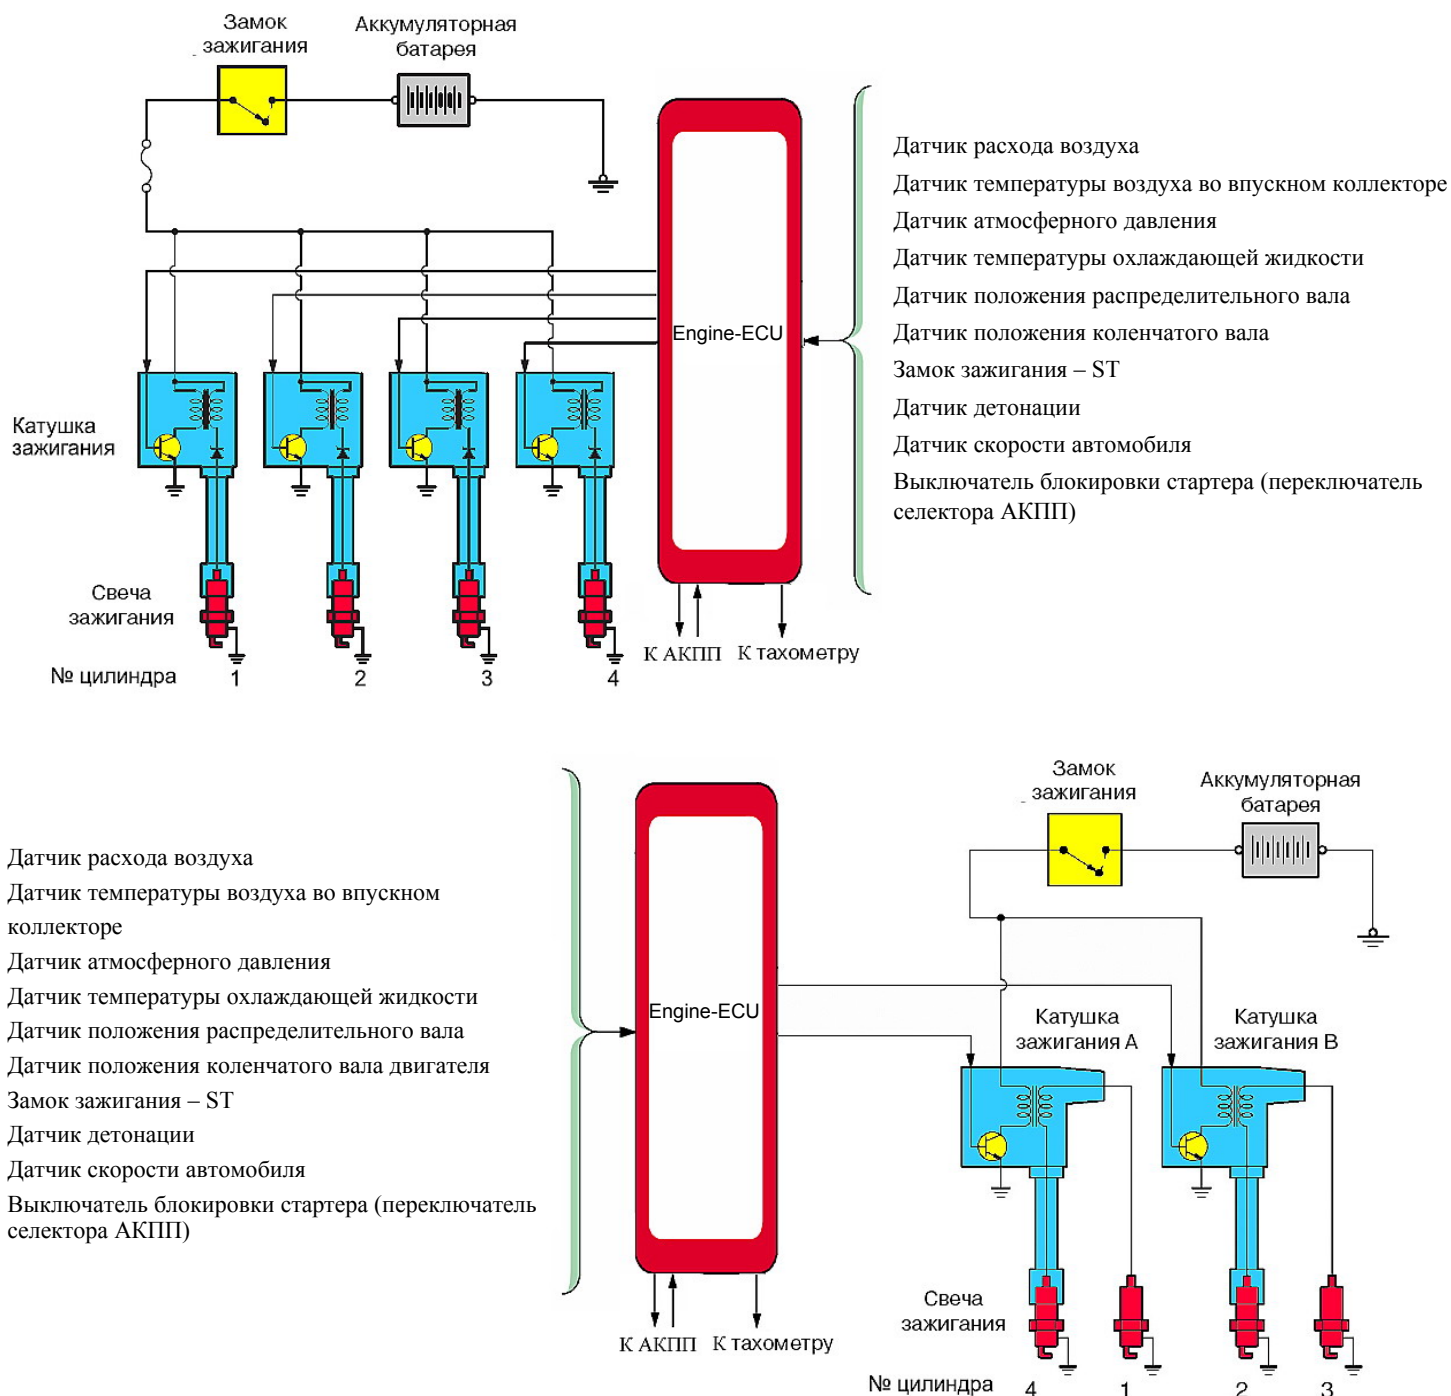 Замок
зажигания
Аккумуляторная
батарея
Датчик расхода воздуха
Датчик температуры воздуха во впускном коллекторе
Датчик атмосферного давления
Датчик температуры охлаждающей жидкости
Датчик положения распределительного вала
Датчик положения коленчатого вала
Замок зажигания – ST
Датчик детонации
Датчик скорости автомобиля
Выключатель блокировки стартера (переключатель
селектора АКПП)
Engine-ECU
Катушка
зажигания
Свеча
зажигания
К АКПП К тахометру
№ цилиндра 1 2 3 4
Замок
зажигания
Аккумуляторная
батарея
Датчик расхода воздуха
Датчик температуры воздуха во впускном
коллекторе
Датчик атмосферного давления
Датчик температуры охлаждающей жидкости
Датчик положения распределительного вала
Датчик положения коленчатого вала двигателя
Замок зажигания – ST
Датчик детонации
Датчик скорости автомобиля
Выключатель блокировки стартера (переключатель
селектора АКПП)
Engine-ECU
Катушка
зажигания А
Катушка
зажигания В
Свеча
зажигания
К АКПП К тахометру
№ цилиндра 4 1 2 3